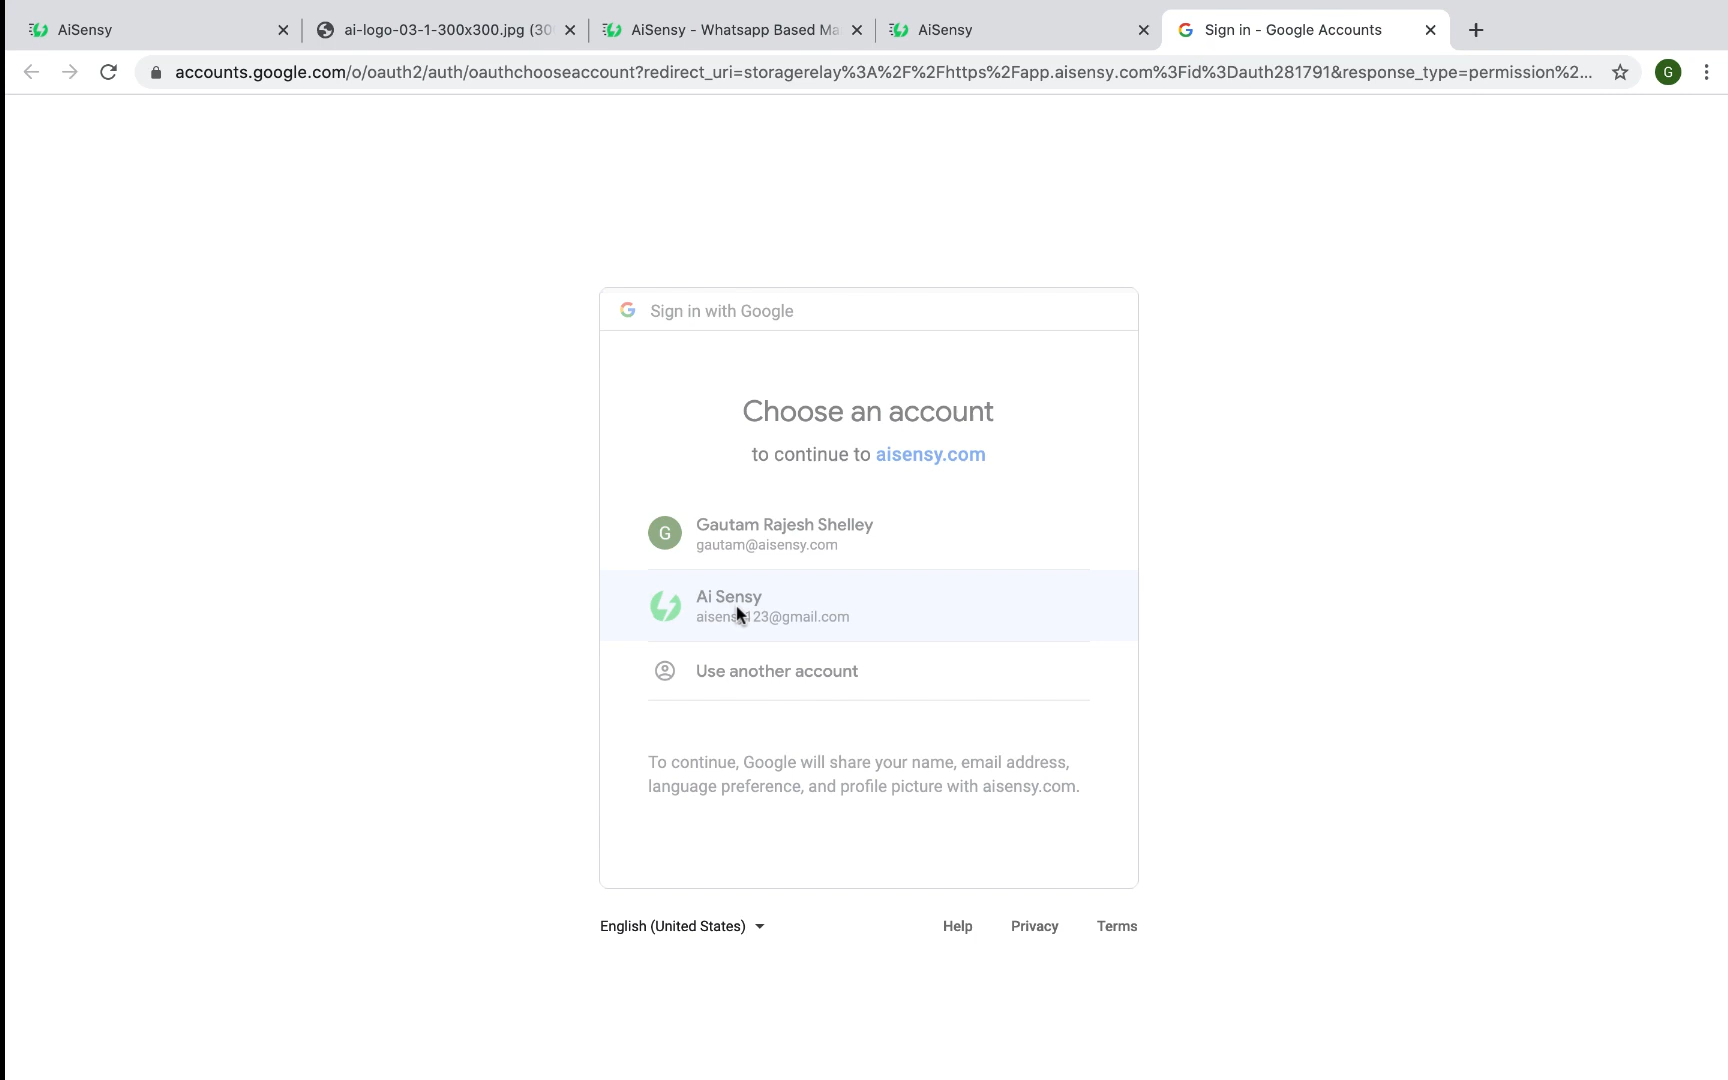 AiSensy
ai-logo-03-1-300x300.jpg (30
AiSensy - Whatsapp Based Ma
AiSensy
Sign in - Google Accounts
accounts.google.com/o/oauth2/auth/oauthchooseaccount?redirect_uri=storagerelay%3A%2F%2Fhttps%2Fapp.aisensy.com%3Fid%3Dauth281791&response_type=permission%2...
G
Sign in with Google
Choose an account
to continue to aisensy.com
G
Gautam Rajesh Shelley
gautam@aisensy.com
Ai Sensy
Use another account
To continue, Google will share your name, email address,
language preference, and profile picture with aisensy.com.
English (United States)
Help Privacy Terms